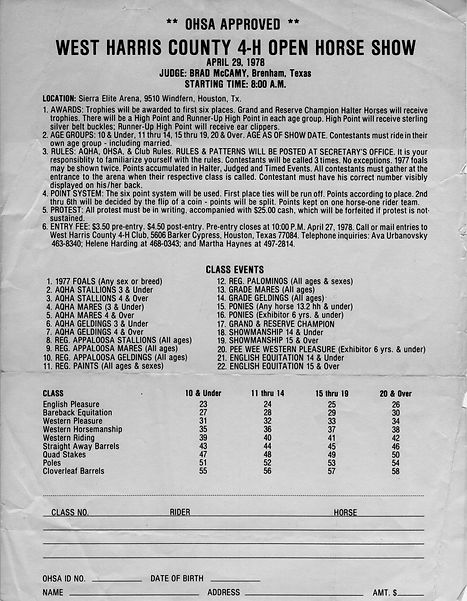 ** OHSA APPROVED **
WEST HARRIS COUNTY 4-H OPEN HORSE SHOW
APRIL 29, 1978
JUDGE: BRAD McCAMY, Brenham, Texas
STARTING TIME: 8:00 A.M.
LOCATION: Sierra Elite Arena, 9510 Windfern, Houston, Tx.
1. AWARDS: Trophies will be awarded to first six places. Grand and Reserve Champion Halter Horses will receive
trophies. There will be a High Point and Runner-Up High Point in each age group. High Point will receive sterling
silver belt buckles; Runner-Up High Point will receive ear clippers.
2. AGE GROUPS: 10 & Under, 11 thru 14, 15 thru 19, 20 & Over. AGE AS OF SHOW DATE. Contestants must ride in their
own age group - including married.
3. RULES: AQHA, OHSA, & Club Rules. RULES & PATTERNS WILL BE POSTED AT SECRETARY'S OFFICE. It is your
responsiblity to familiarize yourself with the rules. Contestants will be called 3 times. No exceptions. 1977 foals
may be shown twice. Points accumulated in Halter, Judged and Timed Events. All contestants must gather at the
entrance to the arena when their respective class is called. Contestant must have his correct number visibly
displayed on his/her back.
4. POINT SYSTEM: The six point system will be used. First place ties will be run off. Points according to place. 2nd
thru 6th will be decided by the flip of a coin - points will be split. Points kept on one horse-one rider team.
5. PROTEST: All protest must be in writing, accompanied with $25.00 cash, which will be forfeited if protest is not
sustained.
6. ENTRY FEE: $3.50 pre-entry. $4.50 post-entry. Pre-entry closes at 10:00 P.M. April 27, 1978. Call or mail entries to
West Harris County 4-H Club, 5606 Barker Cypress, Houston, Texas 77084. Telephone inquiries: Ava Urbanovsky
463-8340; Helene Harding at 468-0343; and Martha Haynes at 497-2814.
CLASS EVENTS
1. 1977 FOALS (Any sex or breed)
2. AQHA STALLIONS 3 & Under
3. AQHA STALLIONS 4 & Over
4. AQHA MARES (3 & Under)
5. AQHA MARES 4 & Over
6. AQHA GELDINGS 3 & Under
7. AQHA GELDINGS 4 & Over
8. REG. APPALOOSA STALLIONS (All ages)
9. REG. APPALOOSA MARES (All ages)
10. REG. APPALOOSA GELDINGS (All ages)
11. REG. PAINTS (All ages & sexes)
12. REG. PALOMINOS (All ages & sexes)
13. GRADE MARES (All ages)
14. GRADE GELDINGS (All ages)
15. PONIES (Any horse 13.2 hh & under)
16. PONIES (Exhibitor 6 yrs. & under)
17. GRAND & RESERVE CHAMPION
18. SHOWMANSHIP 14 & Under
19. SHOWMANSHIP 15 & Over
20. PEE WEE WESTERN PLEASURE (Exhibitor 6 yrs. & under)
21. ENGLISH EQUITATION 14 & Under
22. ENGLISH EQUITATION 15 & Over
CLASS 10 & Under 11 thru 14 15 thru 19 20 & Over
English Pleasure 23 24 25 26
Bareback Equitation 27 28 29 30
Western Pleasure 31 32 33 34
Western Horsemanship 35 36 37 38
Western Riding 39 40 41 42
Straight Away Barrels 43 44 45 46
Quad Stakes 47 48 49 50
Poles 51 52 53 54
Cloverleaf Barrels 55 56 57 58
CLASS NO. RIDER HORSE
OHSA ID NO. DATE OF BIRTH
NAME ADDRESS AMT. $